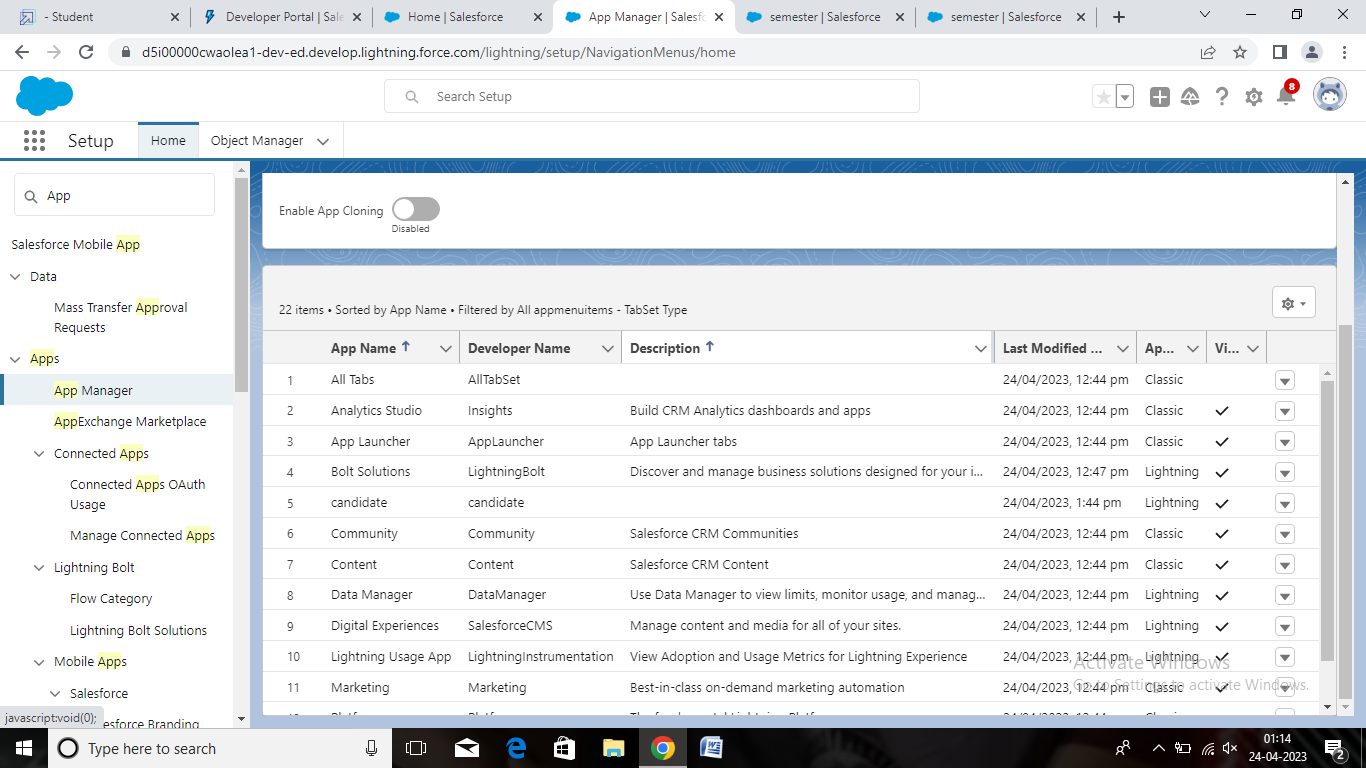 - Student
Developer Portal | Sale
Home | Salesforce
App Manager | Salesfo
semester | Salesforce
semester | Salesforce
d5i00000cwaolea1-dev-ed.develop.lightning.force.com/lightning/setup/NavigationMenus/home
Search Setup
8
Setup
Home
Object Manager
App
Salesforce Mobile App
Data
Mass Transfer Approval
Requests
Apps
App Manager
AppExchange Marketplace
Connected Apps
Connected Apps OAuth
Usage
Manage Connected Apps
Lightning Bolt
Flow Category
Lightning Bolt Solutions
Mobile Apps
Salesforce
esforce Branding
javascript:void(0);
Enable App Cloning
Disabled
22 items • Sorted by App Name • Filtered by All appmenuitems - TabSet Type
App Name Developer Name Description Last Modified ... Ap... Vi...
1 All Tabs AllTabSet 24/04/2023, 12:44 pm Classic
2 Analytics Studio Insights Build CRM Analytics dashboards and apps 24/04/2023, 12:44 pm Classic
3 App Launcher AppLauncher App Launcher tabs 24/04/2023, 12:44 pm Classic
4 Bolt Solutions LightningBolt Discover and manage business solutions designed for your i... 24/04/2023, 12:47 pm Lightning
5 candidate candidate 24/04/2023, 1:44 pm Lightning
6 Community Community Salesforce CRM Communities 24/04/2023, 12:44 pm Classic
7 Content Content Salesforce CRM Content 24/04/2023, 12:44 pm Classic
8 Data Manager DataManager Use Data Manager to view limits, monitor usage, and manag... 24/04/2023, 12:44 pm Lightning
9 Digital Experiences SalesforceCMS Manage content and media for all of your sites. 24/04/2023, 12:44 pm Lightning
10 Lightning Usage App LightningInstrumentation View Adoption and Usage Metrics for Lightning Experience 24/04/2023, 12:44 pm Lightning
11 Marketing Marketing Best-in-class on-demand marketing automation 24/04/2023, 12:44 pm Classic
Activate Windows
Go to Settings to activate Windows.
Type here to search
01:14
24-04-2023
2